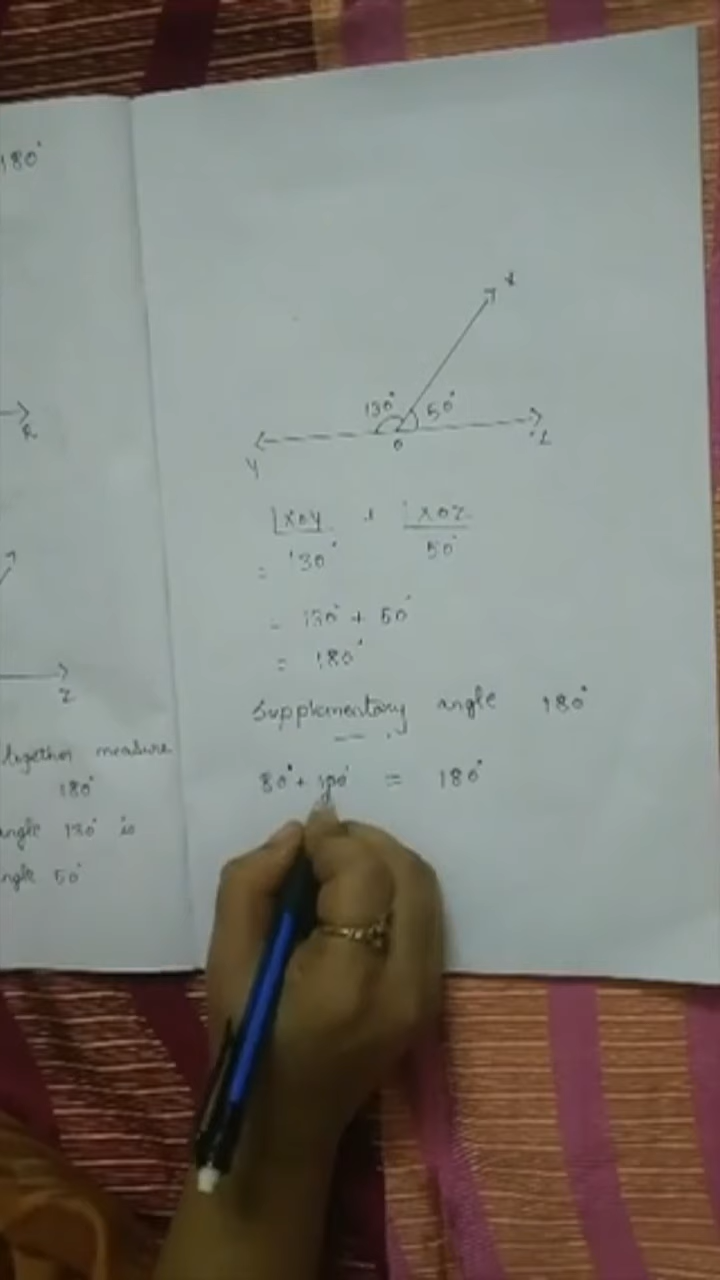 180°
R
Z
together measure
180°
angle 130° is
angle 50°
X
130° 50°
Y O Z
XOY + XOZ
= 130° 50°
= 130° + 50°
= 180°
Supplementary angle 180°
80° + 100° = 180°